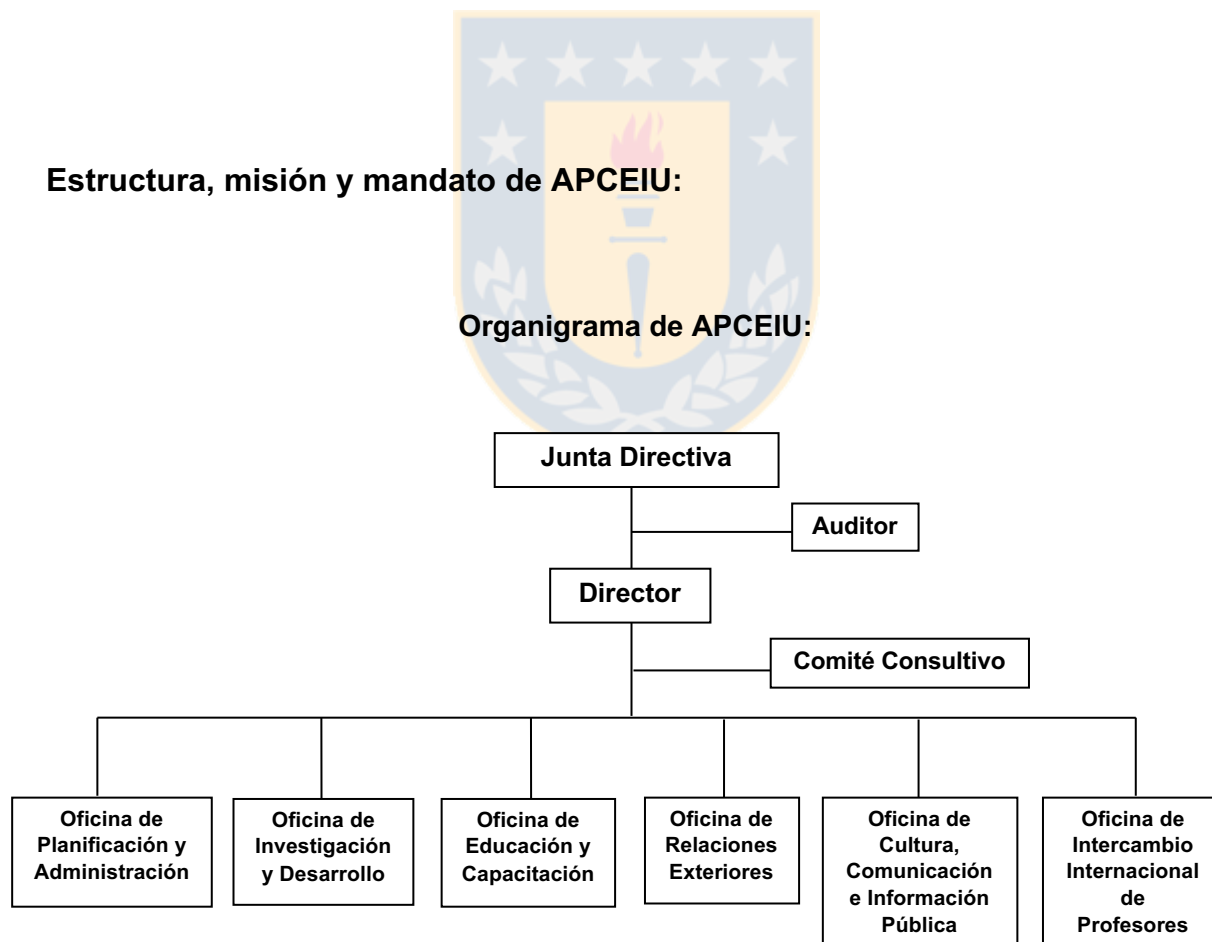 Estructura, misión y mandato de APCEIU:
Organigrama de APCEIU:
Junta Directiva
Auditor
Director
Comité Consultivo
Oficina de
Planificación y
Administración
Oficina de
Investigación
y Desarrollo
Oficina de
Educación y
Capacitación
Oficina de
Relaciones
Exteriores
Oficina de
Cultura,
Comunicación
e Información
Pública
Oficina de
Intercambio
Internacional
de
Profesores